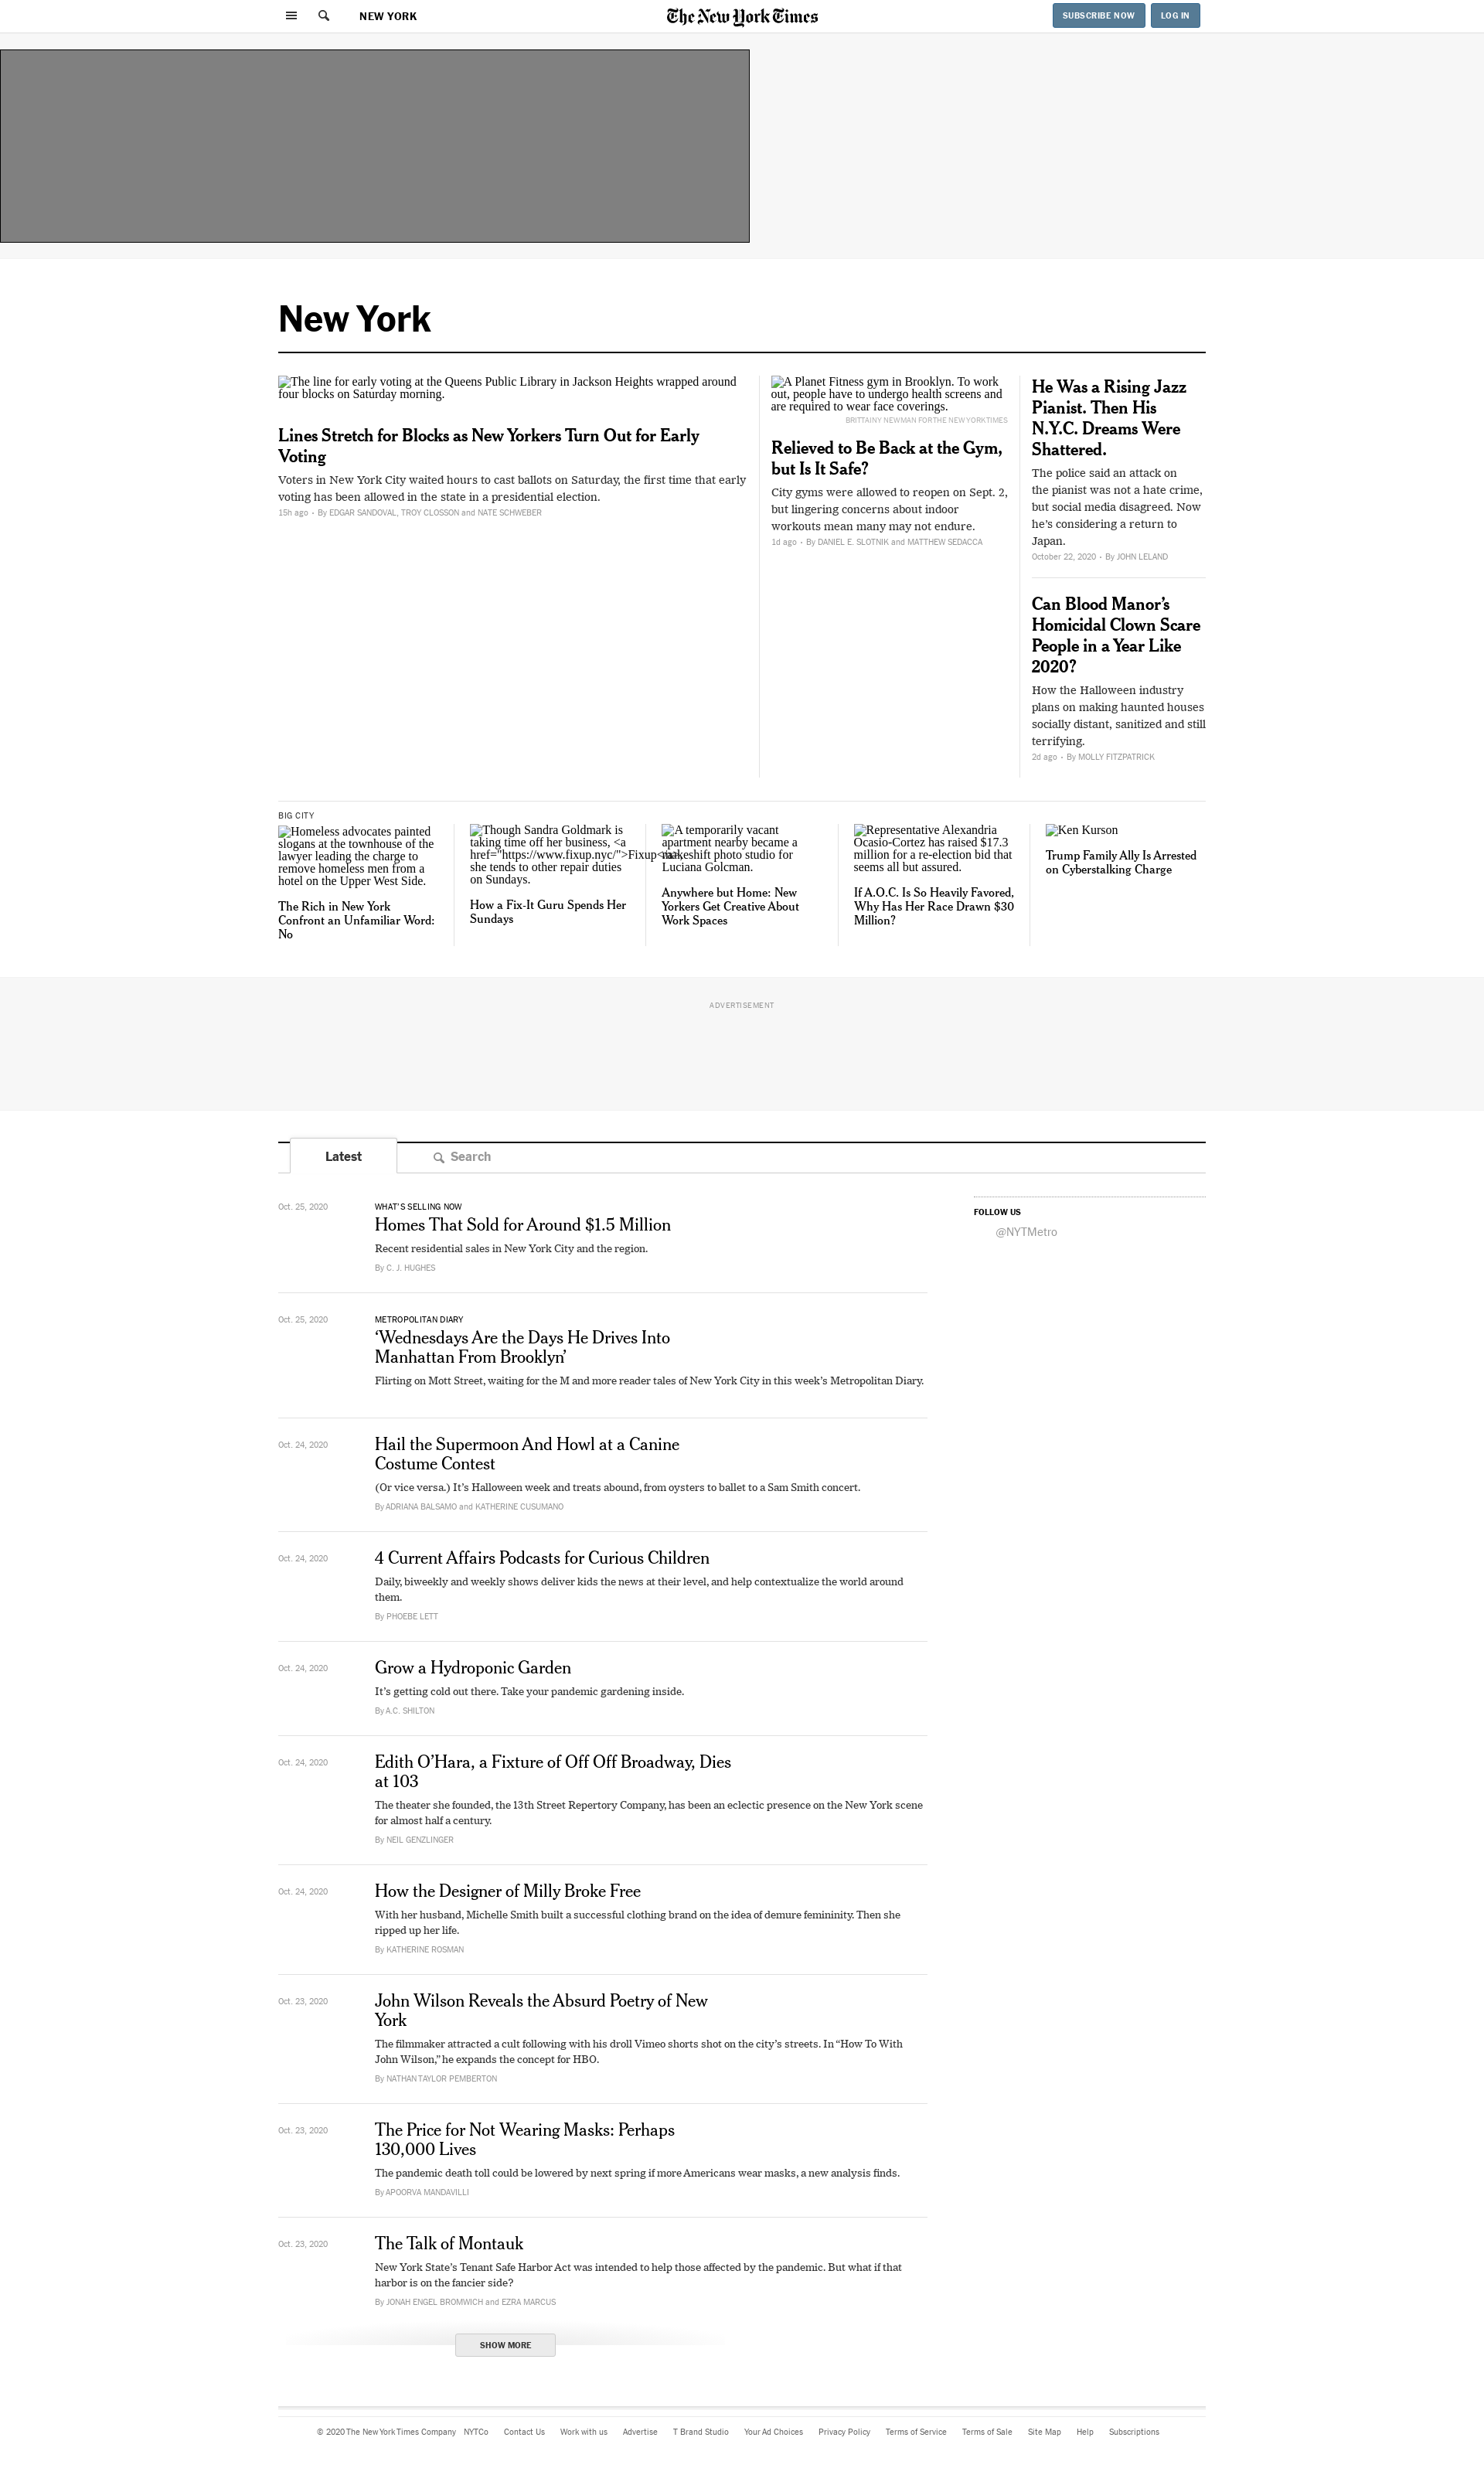 NEW YORK
The New York Times
SUBSCRIBE NOW
LOG IN
New York
The line for early voting at the Queens Public Library in Jackson Heights wrapped around
four blocks on Saturday morning.
Lines Stretch for Blocks as New Yorkers Turn Out for Early
Voting
Voters in New York City waited hours to cast ballots on Saturday, the first time that early
voting has been allowed in the state in a presidential election.
15h ago • By EDGAR SANDOVAL, TROY CLOSSON and NATE SCHWEBER
A Planet Fitness gym in Brooklyn. To work
out, people have to undergo health screens and
are required to wear face coverings.
BRITTAINY NEWMAN FOR THE NEW YORK TIMES
Relieved to Be Back at the Gym,
but Is It Safe?
City gyms were allowed to reopen on Sept. 2,
but lingering concerns about indoor
workouts mean many may not endure.
1d ago • By DANIEL E. SLOTNIK and MATTHEW SEDACCA
He Was a Rising Jazz
Pianist. Then His
N.Y.C. Dreams Were
Shattered.
The police said an attack on
the pianist was not a hate crime,
but social media disagreed. Now
he’s considering a return to
Japan.
October 22, 2020 • By JOHN LELAND
Can Blood Manor’s
Homicidal Clown Scare
People in a Year Like
2020?
How the Halloween industry
plans on making haunted houses
socially distant, sanitized and still
terrifying.
2d ago • By MOLLY FITZPATRICK
BIG CITY
Homeless advocates painted
slogans at the townhouse of the
lawyer leading the charge to
remove homeless men from a
hotel on the Upper West Side.
The Rich in New York
Confront an Unfamiliar Word:
No
Though Sandra Goldmark is
taking time off her business, <a
href="https://www.fixup.nyc/">Fixup</a>,
she tends to other repair duties
on Sundays.
How a Fix-It Guru Spends Her
Sundays
A temporarily vacant
apartment nearby became a
makeshift photo studio for
Luciana Golcman.
Anywhere but Home: New
Yorkers Get Creative About
Work Spaces
Representative Alexandria
Ocasio-Cortez has raised $17.3
million for a re-election bid that
seems all but assured.
If A.O.C. Is So Heavily Favored,
Why Has Her Race Drawn $30
Million?
Ken Kurson
Trump Family Ally Is Arrested
on Cyberstalking Charge
ADVERTISEMENT
Latest
Search
Oct. 25, 2020
WHAT’S SELLING NOW
Homes That Sold for Around $1.5 Million
Recent residential sales in New York City and the region.
By C. J. HUGHES
FOLLOW US
@NYTMetro
Oct. 25, 2020
METROPOLITAN DIARY
‘Wednesdays Are the Days He Drives Into
Manhattan From Brooklyn’
Flirting on Mott Street, waiting for the M and more reader tales of New York City in this week’s Metropolitan Diary.
Oct. 24, 2020
Hail the Supermoon And Howl at a Canine
Costume Contest
(Or vice versa.) It’s Halloween week and treats abound, from oysters to ballet to a Sam Smith concert.
By ADRIANA BALSAMO and KATHERINE CUSUMANO
Oct. 24, 2020
4 Current Affairs Podcasts for Curious Children
Daily, biweekly and weekly shows deliver kids the news at their level, and help contextualize the world around
them.
By PHOEBE LETT
Oct. 24, 2020
Grow a Hydroponic Garden
It’s getting cold out there. Take your pandemic gardening inside.
By A.C. SHILTON
Oct. 24, 2020
Edith O’Hara, a Fixture of Off Off Broadway, Dies
at 103
The theater she founded, the 13th Street Repertory Company, has been an eclectic presence on the New York scene
for almost half a century.
By NEIL GENZLINGER
Oct. 24, 2020
How the Designer of Milly Broke Free
With her husband, Michelle Smith built a successful clothing brand on the idea of demure femininity. Then she
ripped up her life.
By KATHERINE ROSMAN
Oct. 23, 2020
John Wilson Reveals the Absurd Poetry of New
York
The filmmaker attracted a cult following with his droll Vimeo shorts shot on the city’s streets. In “How To With
John Wilson,” he expands the concept for HBO.
By NATHAN TAYLOR PEMBERTON
Oct. 23, 2020
The Price for Not Wearing Masks: Perhaps
130,000 Lives
The pandemic death toll could be lowered by next spring if more Americans wear masks, a new analysis finds.
By APOORVA MANDAVILLI
Oct. 23, 2020
The Talk of Montauk
New York State’s Tenant Safe Harbor Act was intended to help those affected by the pandemic. But what if that
harbor is on the fancier side?
By JONAH ENGEL BROMWICH and EZRA MARCUS
SHOW MORE
© 2020 The New York Times Company NYTCo Contact Us Work with us Advertise T Brand Studio Your Ad Choices Privacy Policy Terms of Service Terms of Sale Site Map Help Subscriptions